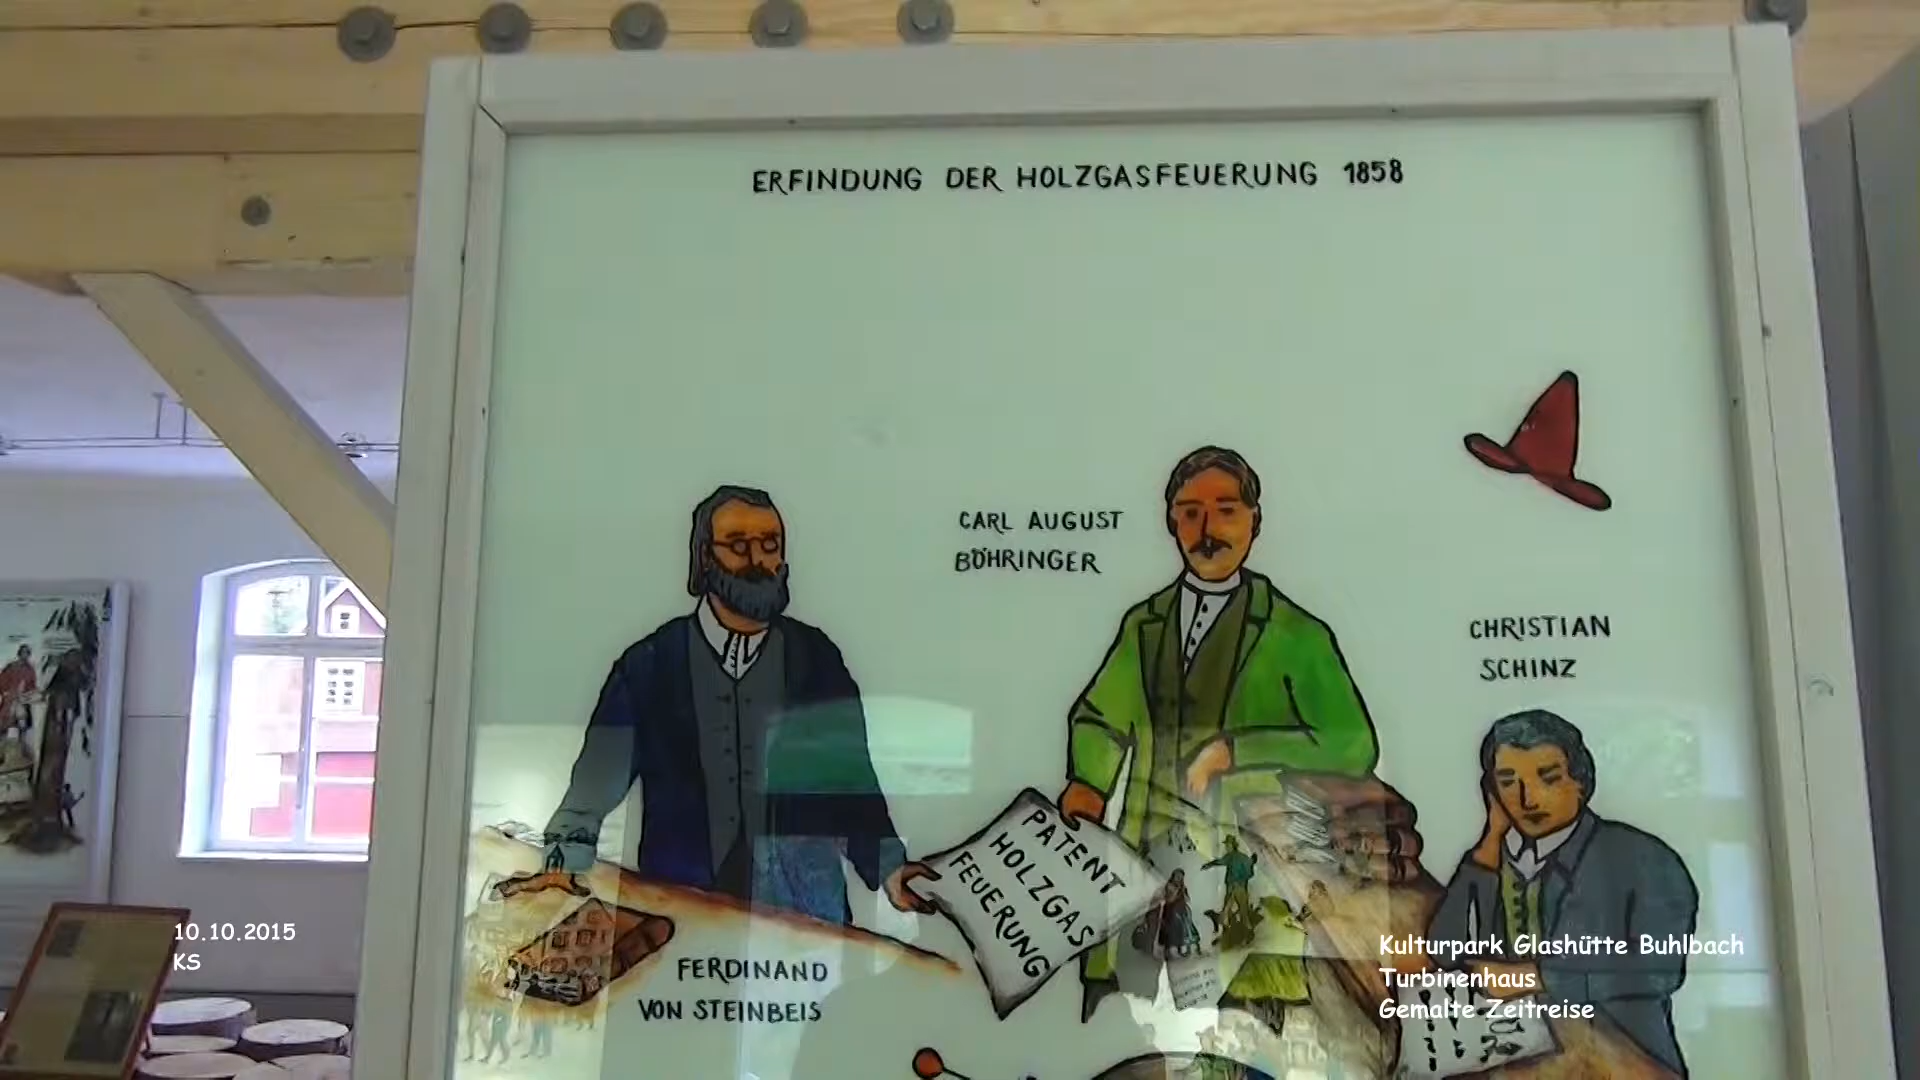 ERFINDUNG DER HOLZGASFEUERUNG 1858
CARL AUGUST
BÖHRINGER
CHRISTIAN
SCHINZ
PATENT
HOLZGAS
FEUERUNG
FERDINAND
VON STEINBEIS
10.10.2015
KS
Kulturpark Glashütte Buhlbach
Turbinenhaus
Gemalte Zeitreise